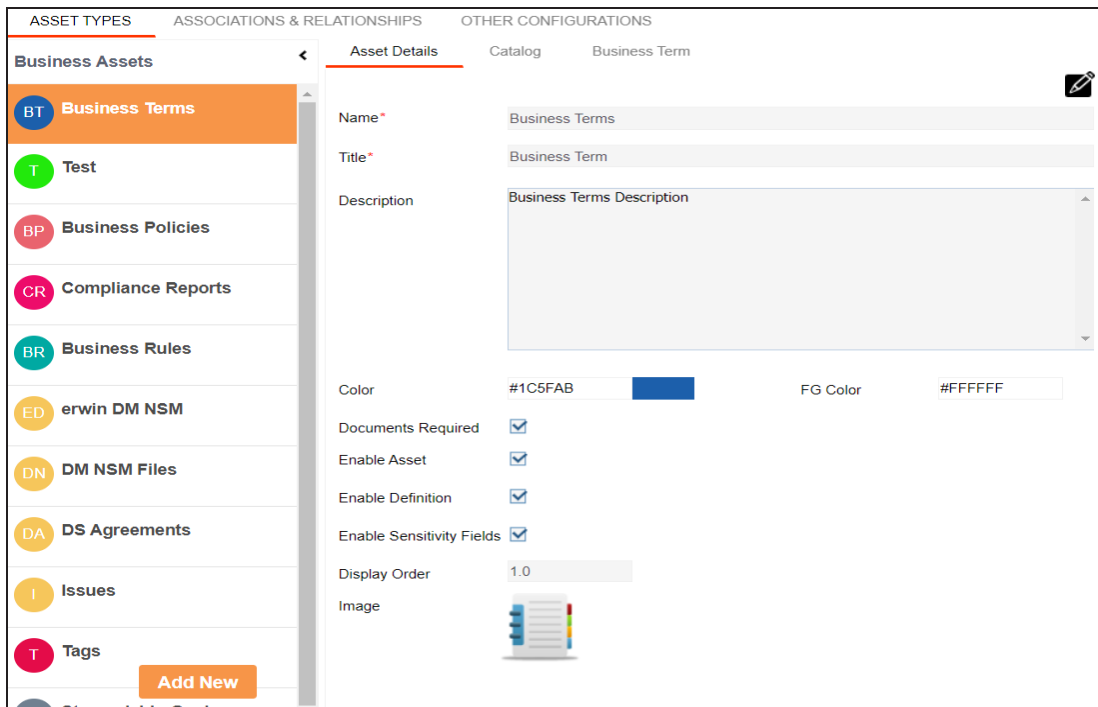 ASSET TYPES ASSOCIATIONS & RELATIONSHIPS OTHER CONFIGURATIONS
Business Assets
BT Business Terms
T Test
BP Business Policies
CR Compliance Reports
BR Business Rules
ED erwin DM NSM
DN DM NSM Files
DA DS Agreements
I Issues
T Tags
Add New
Asset Details Catalog Business Term
Name* Business Terms
Title* Business Term
Description Business Terms Description
Color #1C5FAB FG Color #FFFFFF
Documents Required
Enable Asset
Enable Definition
Enable Sensitivity Fields
Display Order 1.0
Image